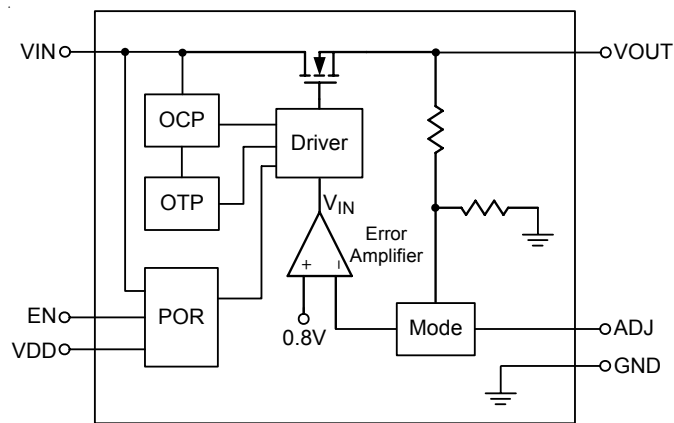 VIN
VOUT
OCP
Driver
OTP
VIN
Error
Amplifier
+
−
EN
POR
0.8V
Mode
ADJ
VDD
GND